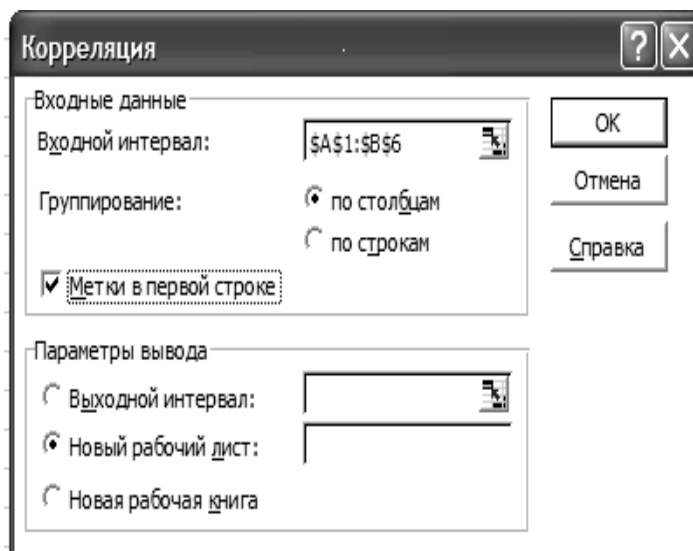 Корреляция
Входные данные
Входной интервал: $A$1:$B$6
Группирование: по столбцам
по строкам
Метки в первой строке
OK
Отмена
Справка
Параметры вывода
Выходной интервал:
Новый рабочий лист:
Новая рабочая книга